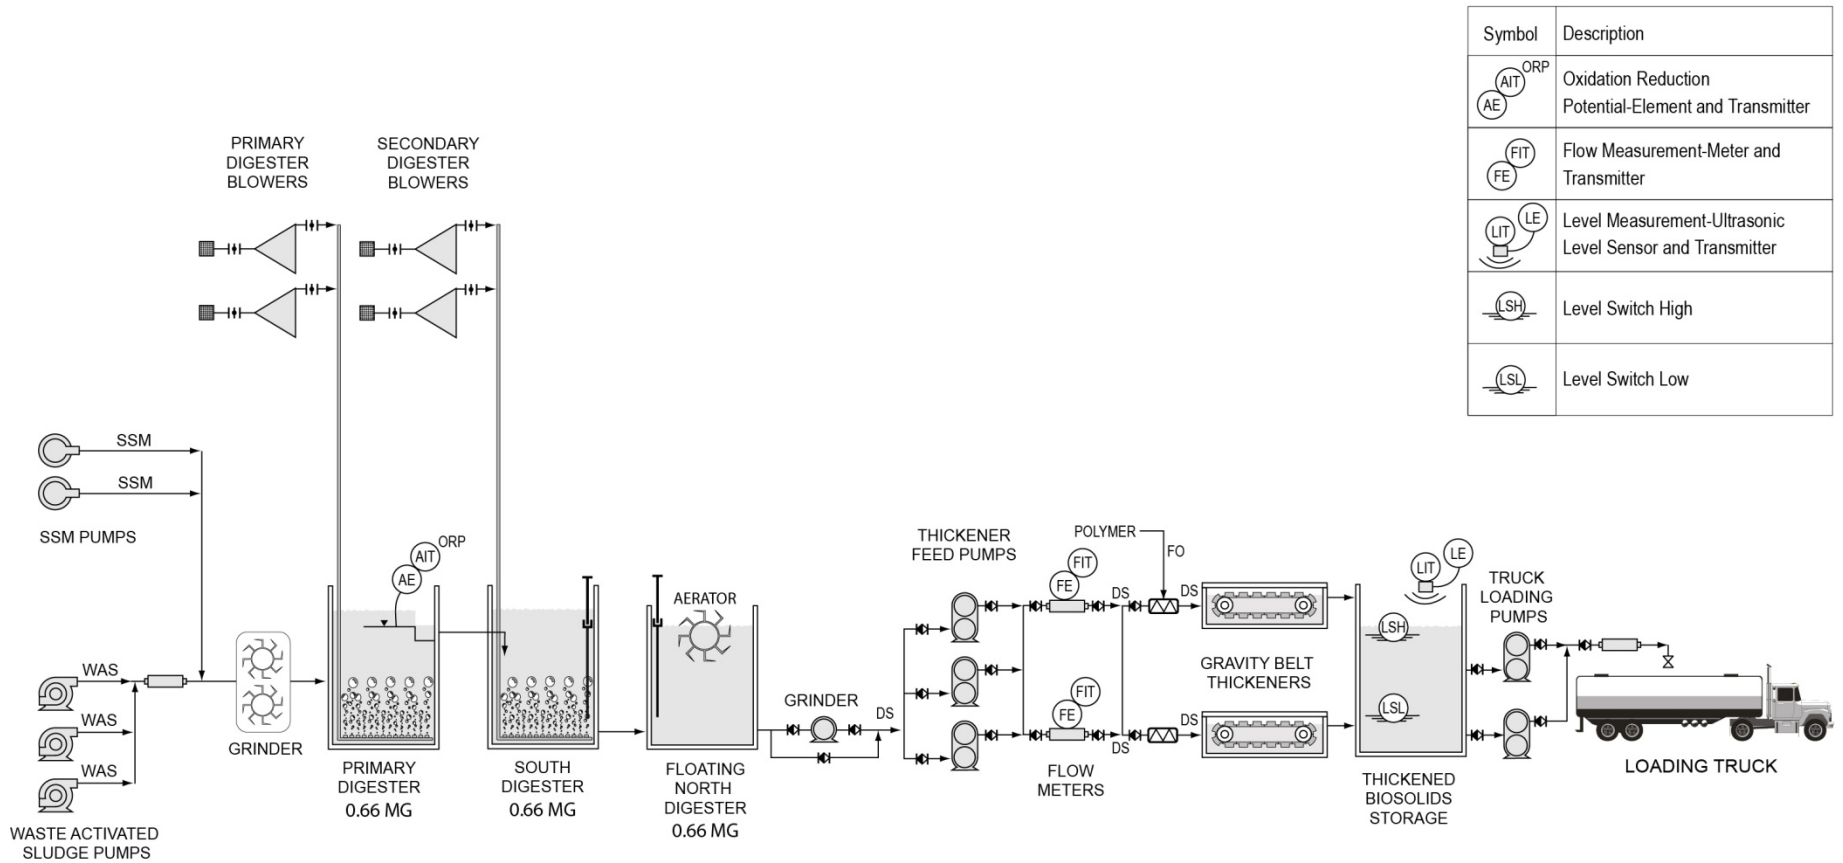 Symbol
Description
AIT
ORP
AE
Oxidation Reduction
Potential-Element and Transmitter
FIT
FE
Flow Measurement-Meter and
Transmitter
LIT
LE
Level Measurement-Ultrasonic
Level Sensor and Transmitter
LSH
Level Switch High
LSL
Level Switch Low
PRIMARY
DIGESTER
BLOWERS
SECONDARY
DIGESTER
BLOWERS
SSM
SSM
SSM PUMPS
WAS
WAS
WAS
WASTE ACTIVATED
SLUDGE PUMPS
GRINDER
AIT
ORP
AE
PRIMARY
DIGESTER
0.66 MG
SOUTH
DIGESTER
0.66 MG
AERATOR
FLOATING
NORTH
DIGESTER
0.66 MG
GRINDER
DS
THICKENER
FEED PUMPS
FIT
FE
FIT
FE
FLOW
METERS
POLYMER
FO
DS
DS
DS
DS
GRAVITY BELT
THICKENERS
LIT
LE
LSH
LSL
THICKENED
BIOSOLIDS
STORAGE
TRUCK
LOADING
PUMPS
LOADING TRUCK